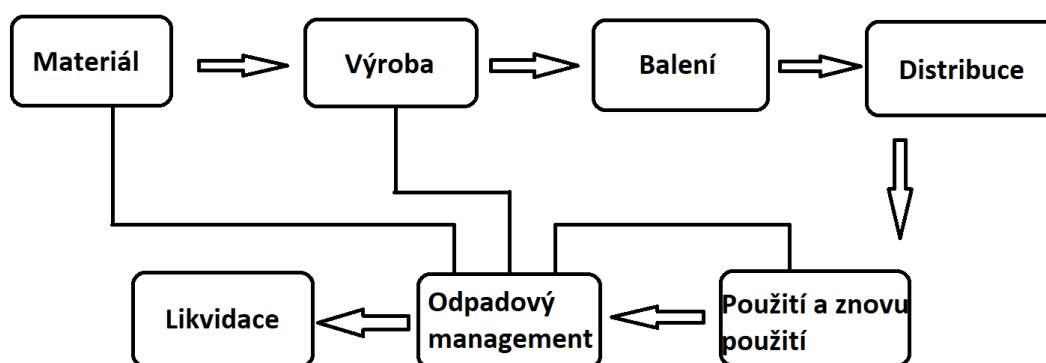 Materiál
Výroba
Balení
Distribuce
Likvidace
Odpadový
management
Použití a znovu
použití